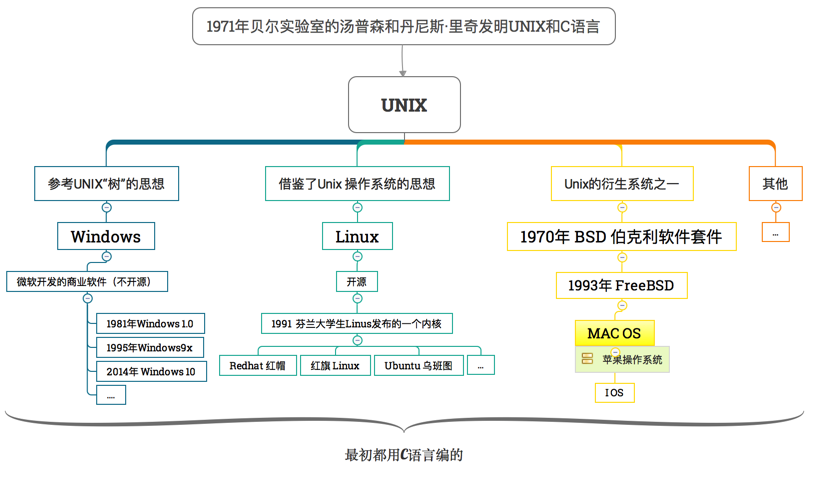 1971年贝尔实验室的汤普森和丹尼斯·里奇发明UNIX和C语言
UNIX
参考UNIX“树”的思想
借鉴了Unix 操作系统的思想
Unix的衍生系统之一
其他
Windows
Linux
1970年 BSD 伯克利软件套件
...
微软开发的商业软件（不开源）
开源
1993年 FreeBSD
1981年Windows 1.0
1991 芬兰大学生Linus发布的一个内核
MAC OS
1995年Windows9x
苹果操作系统
2014年 Windows 10
Redhat 红帽
红旗 Linux
Ubuntu 乌班图
...
....
IOS
最初都用C语言编的